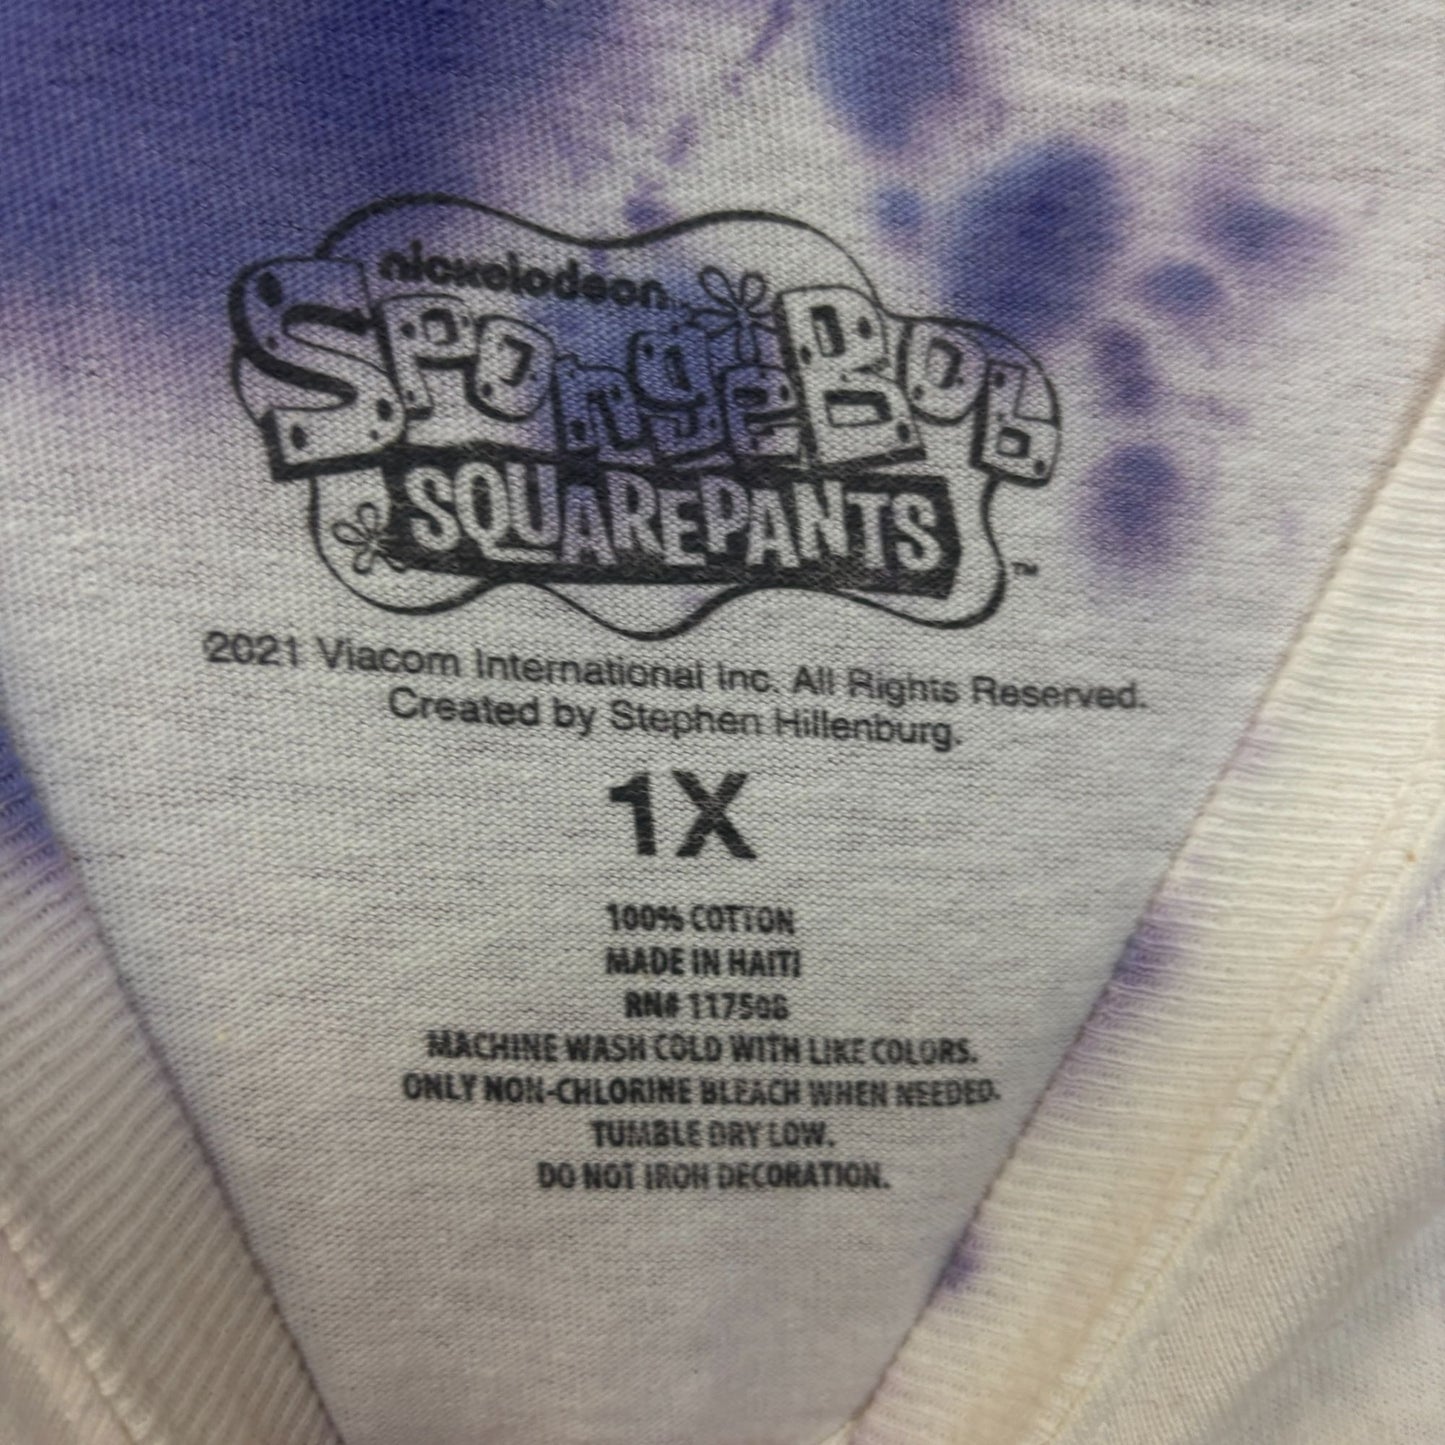 nickelodeon
SPONGEBOB
SQUAREPANTS ™
2021 Viacom International Inc. All Rights Reserved.
Created by Stephen Hillenburg.
1X
100% COTTON
MADE IN HAITI
RN# 117508
MACHINE WASH COLD WITH LIKE COLORS.
ONLY NON-CHLORINE BLEACH WHEN NEEDED.
TUMBLE DRY LOW.
DO NOT IRON DECORATION.